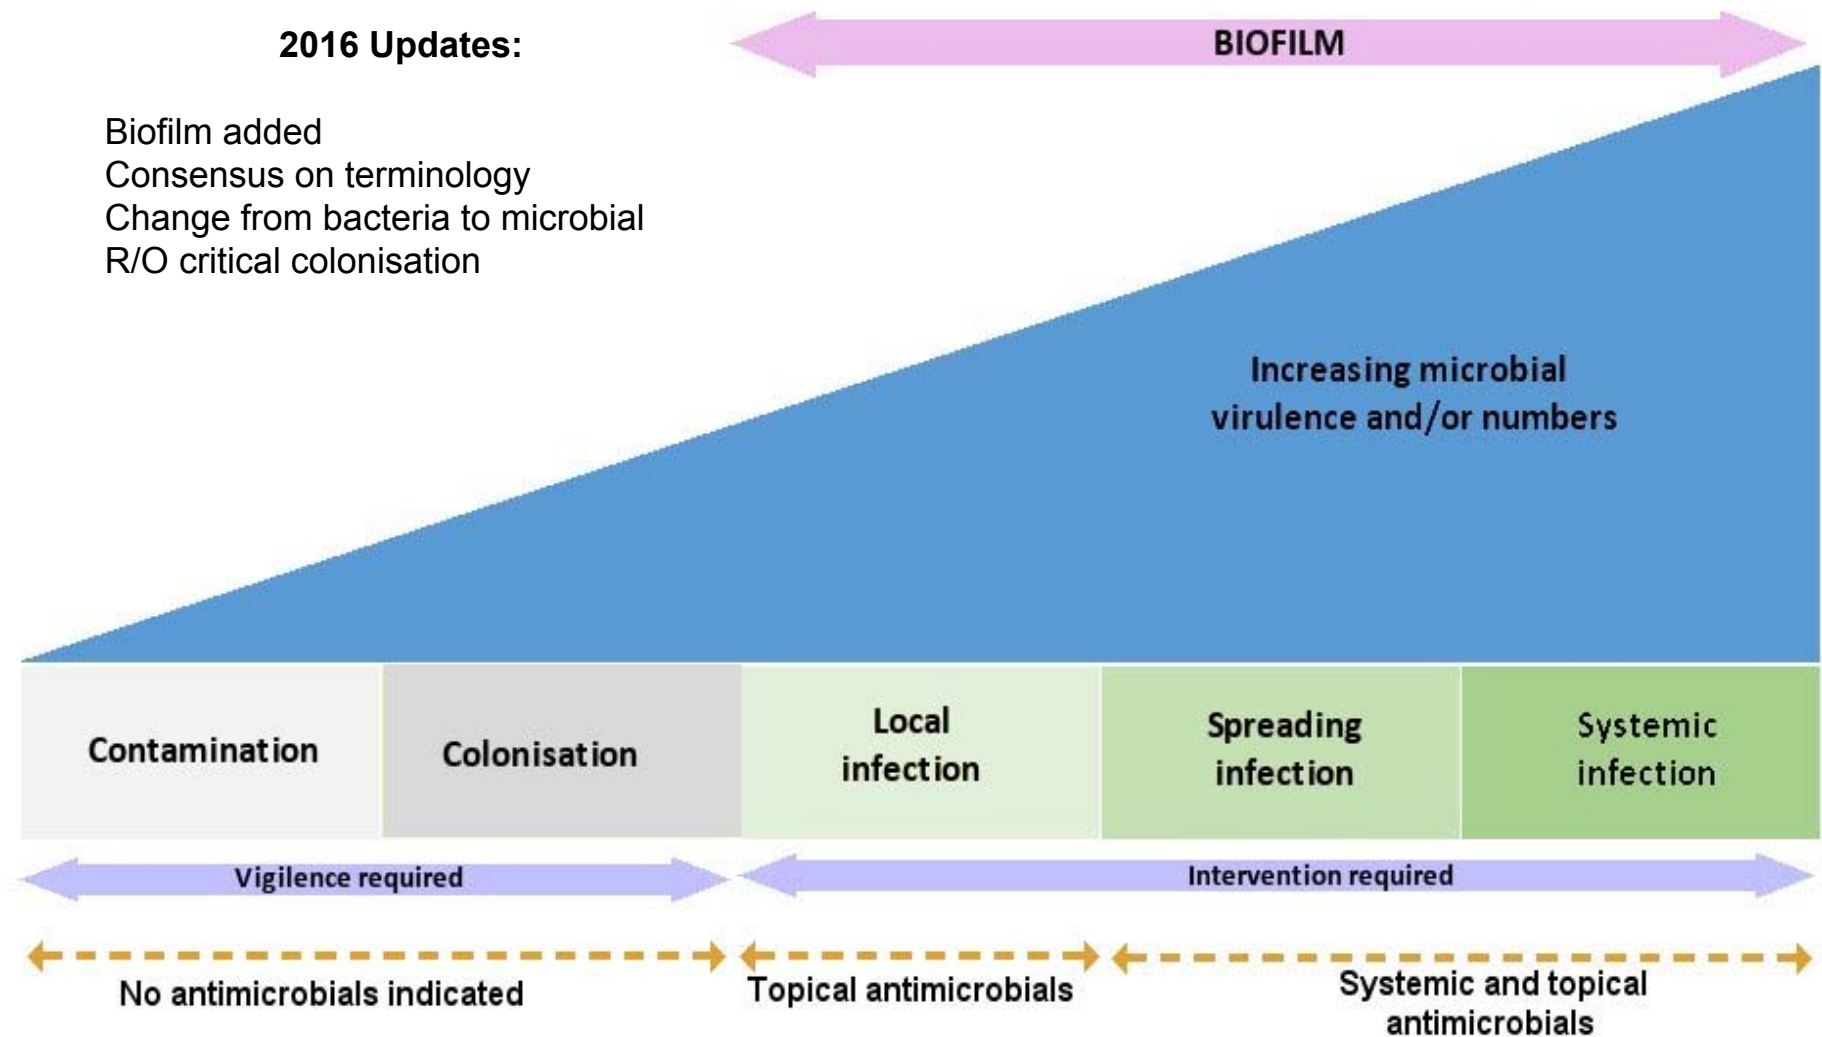 2016 Updates:
BIOFILM
Biofilm added
Consensus on terminology
Change from bacteria to microbial
R/O critical colonisation
Increasing microbial
virulence and/or numbers
Contamination
Colonisation
Local
infection
Spreading
infection
Systemic
infection
Vigilence required
Intervention required
No antimicrobials indicated
Topical antimicrobials
Systemic and topical
antimicrobials